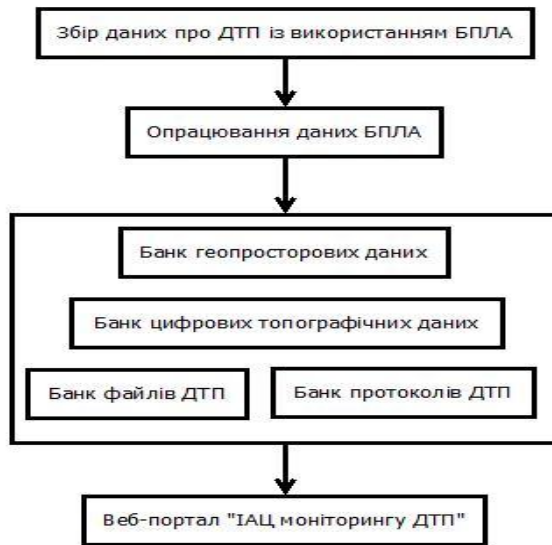 Збір даних про ДТП із використанням БПЛА
Опрацювання даних БПЛА
Банк геопросторових даних
Банк цифрових топографічних даних
Банк файлів ДТП
Банк протоколів ДТП
Веб-портал "ІАЦ моніторингу ДТП"